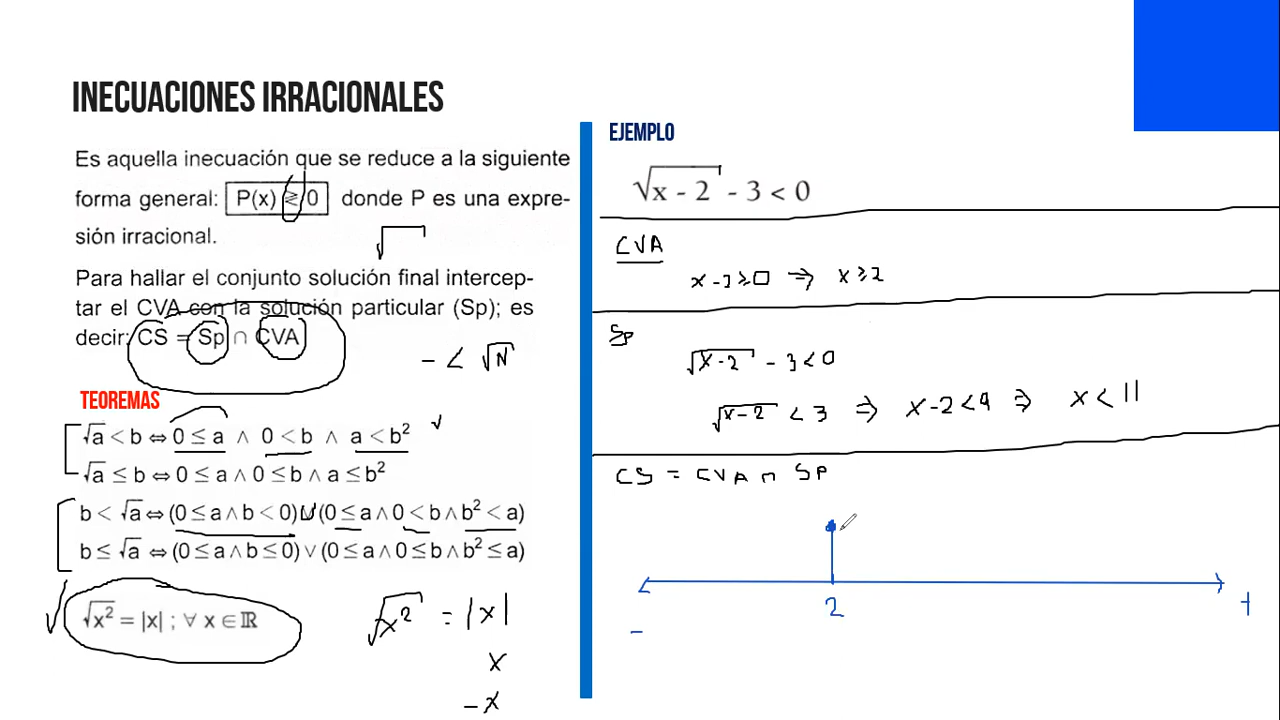 INECUACIONES IRRACIONALES
Es aquella inecuación que se reduce a la siguiente
forma general: P(x) ≷ 0 donde P es una expre-
sión irracional.
√
Para hallar el conjunto solución final intercep-
tar el CVA con la solución particular (Sp); es
decir: CS = Sp ∩ CVA
- < √N
TEOREMAS
√a < b ⇔ 0 ≤ a ∧ 0 < b ∧ a < b²
√a ≤ b ⇔ 0 ≤ a ∧ 0 ≤ b ∧ a ≤ b²
b < √a ⇔ (0 ≤ a ∧ b < 0) ∨ (0 ≤ a ∧ 0 < b ∧ b² < a)
b ≤ √a ⇔ (0 ≤ a ∧ b ≤ 0) ∨ (0 ≤ a ∧ 0 ≤ b ∧ b² ≤ a)
√x² = |x| ; ∀ x ∈ ℝ
√x² = |x|
x
-x
EJEMPLO
√x - 2 - 3 < 0
CVA
x - 2 ≥ 0 ⇒ x ≥ 2
Sp
√x-2 - 3 < 0
√x-2 < 3 ⇒ x-2 < 9 ⇒ x < 11
CS = CVA ∩ SP
2
- +